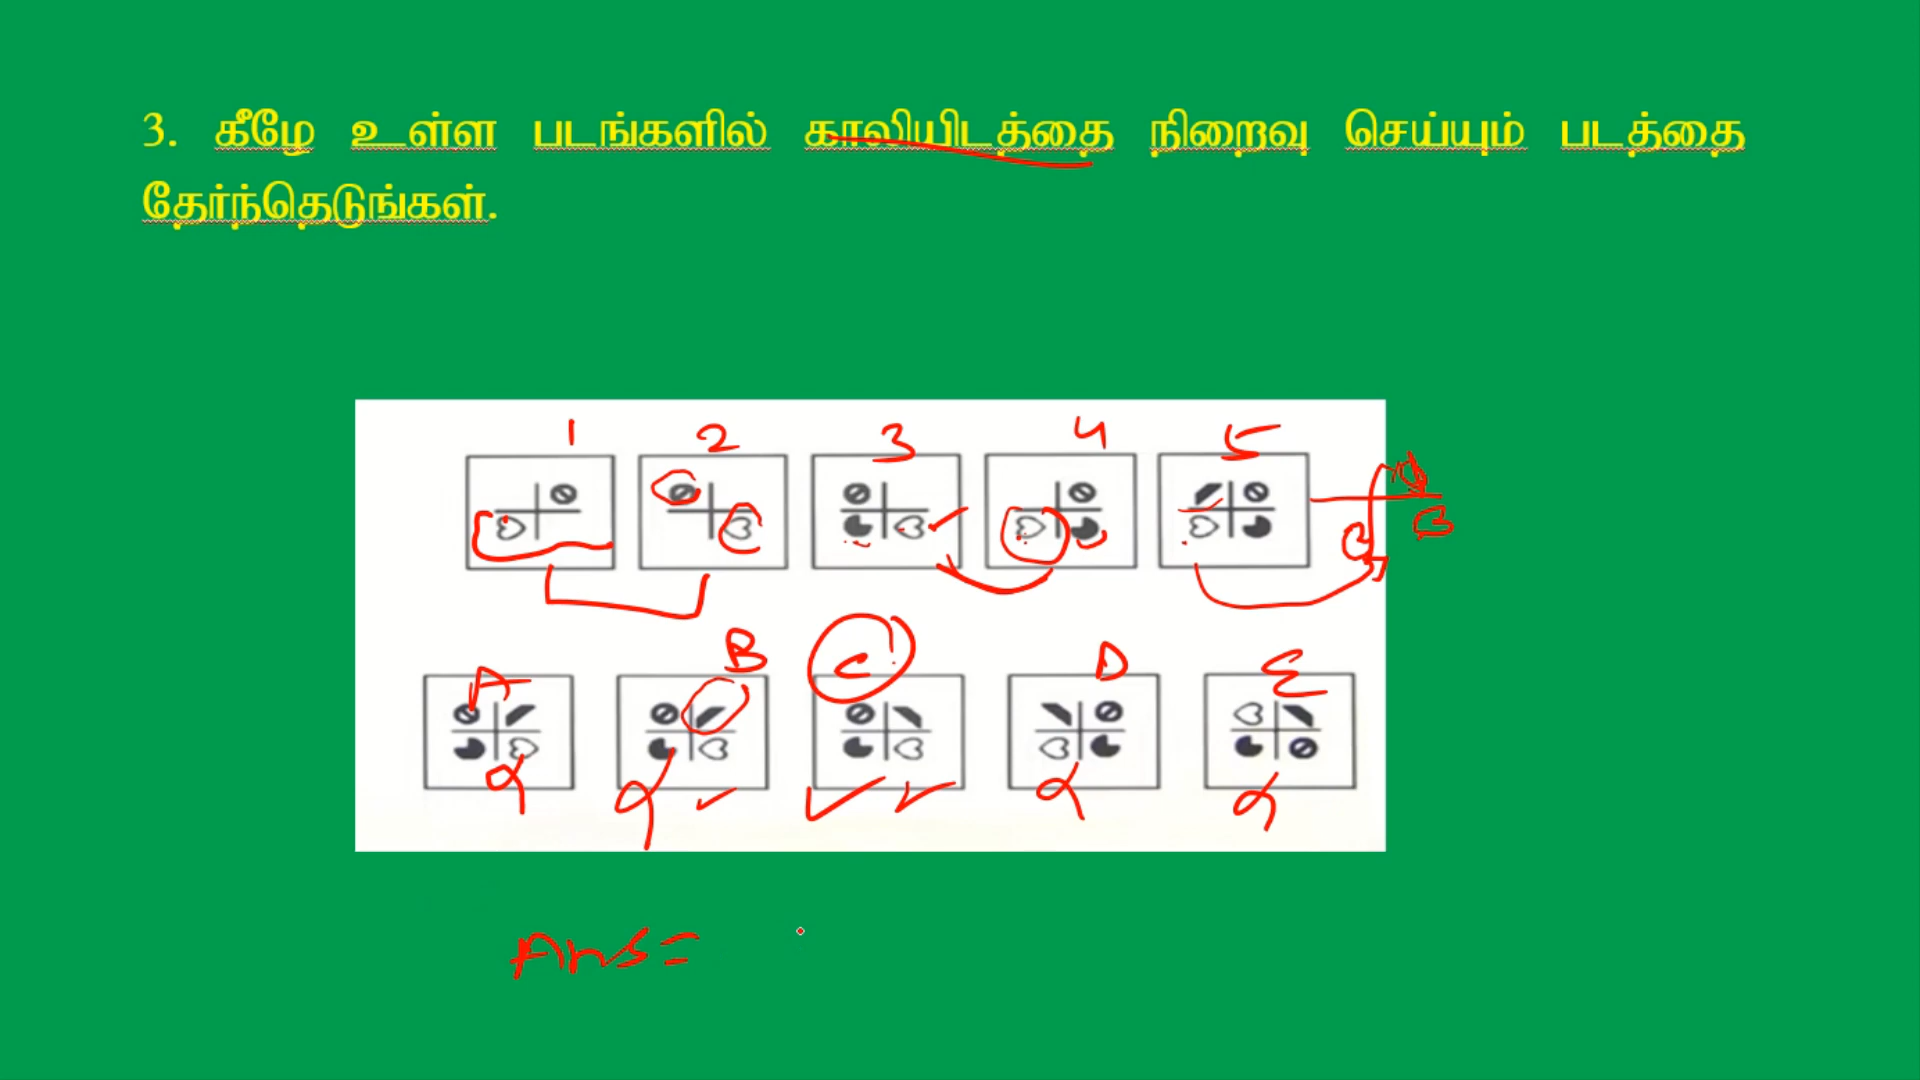 3. கீழே உள்ள படங்களில் காலியிடத்தை நிறைவு செய்யும் படத்தை
தேர்ந்தெடுங்கள்.
1 2 3 4 5
A B C D E
Ans =